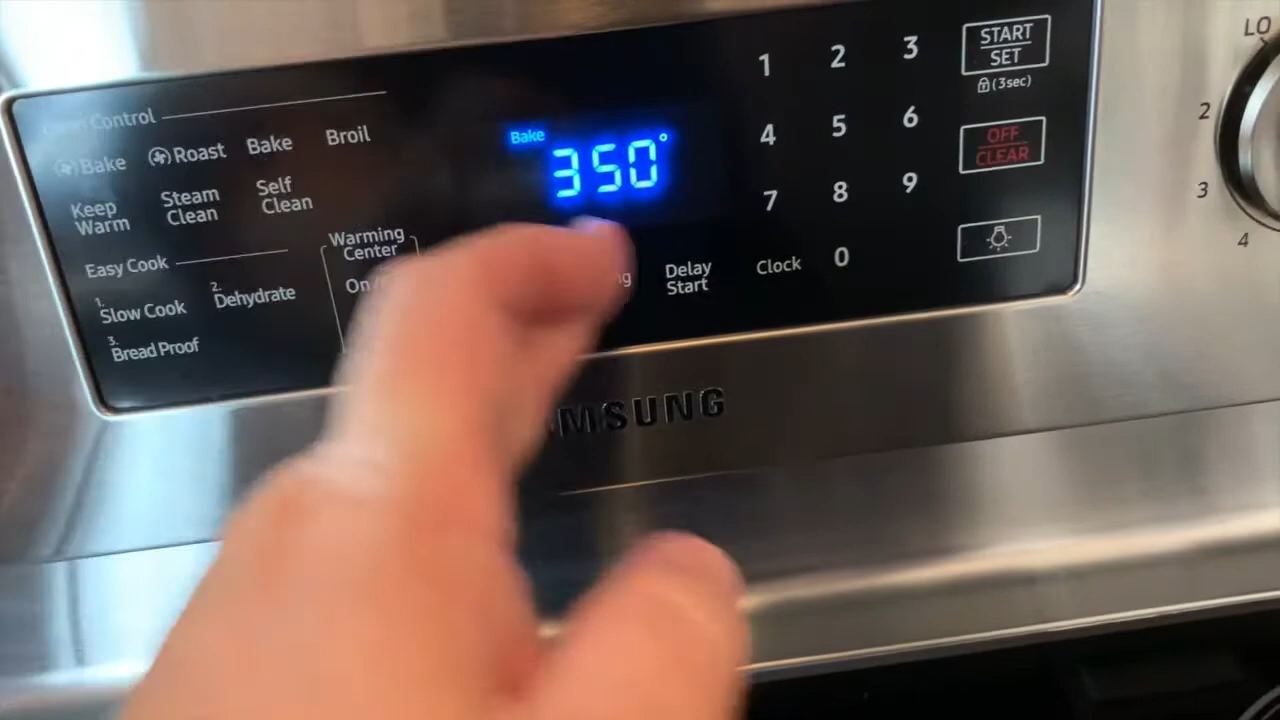 Control
Bake Roast Bake Broil
Keep Warm Steam Clean Self Clean
Easy Cook
1. Slow Cook 2. Dehydrate
3. Bread Proof
Warming Center
On
Bake 350°
Delay Start Clock 0
1 2 3
4 5 6
7 8 9
START
SET
(3sec)
OFF
CLEAR
MSUNG
LO
2
3
4